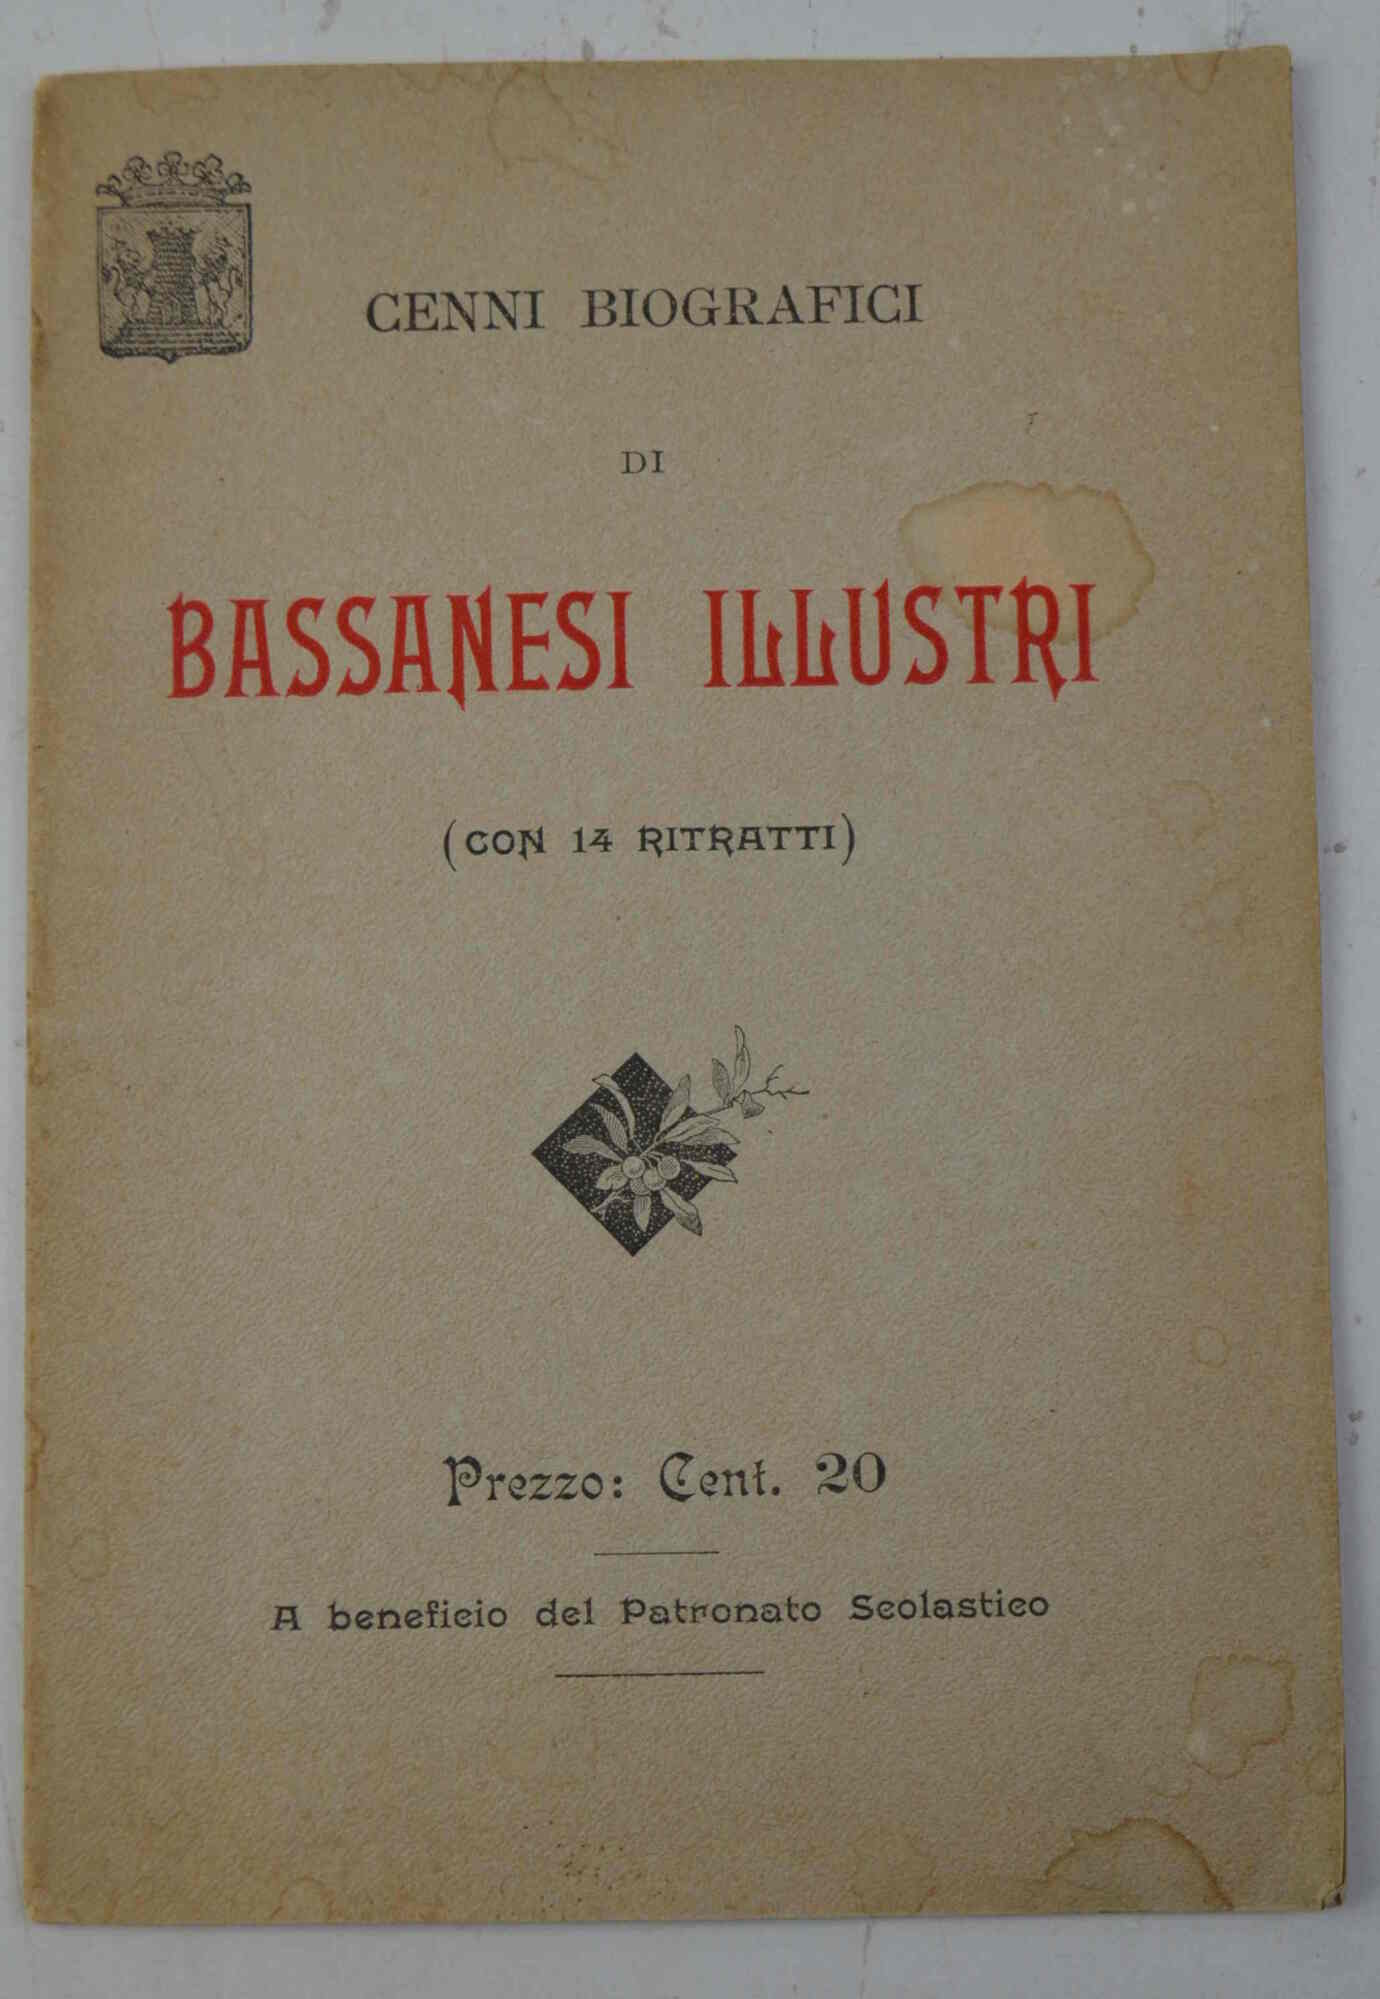 CENNI BIOGRAFICI
DI
BASSANESI ILLUSTRI
(CON 14 RITRATTI)
Prezzo: Cent. 20
A beneficio del Patronato Scolastico